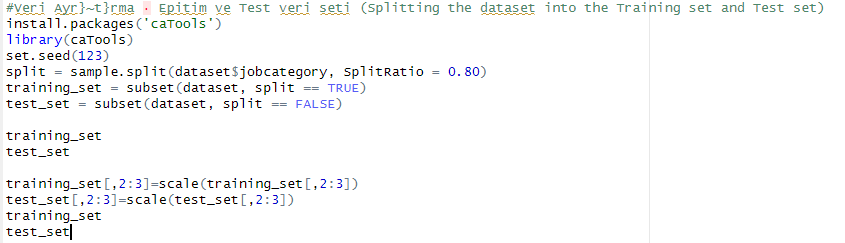 #Veri Ayr}~t}rma · Epitim ve Test veri seti (Splitting the dataset into the Training set and Test set)
install.packages('caTools')
library(caTools)
set.seed(123)
split = sample.split(dataset$jobcategory, SplitRatio = 0.80)
training_set = subset(dataset, split == TRUE)
test_set = subset(dataset, split == FALSE)
training_set
test_set
training_set[,2:3]=scale(training_set[,2:3])
test_set[,2:3]=scale(test_set[,2:3])
training_set
test_set